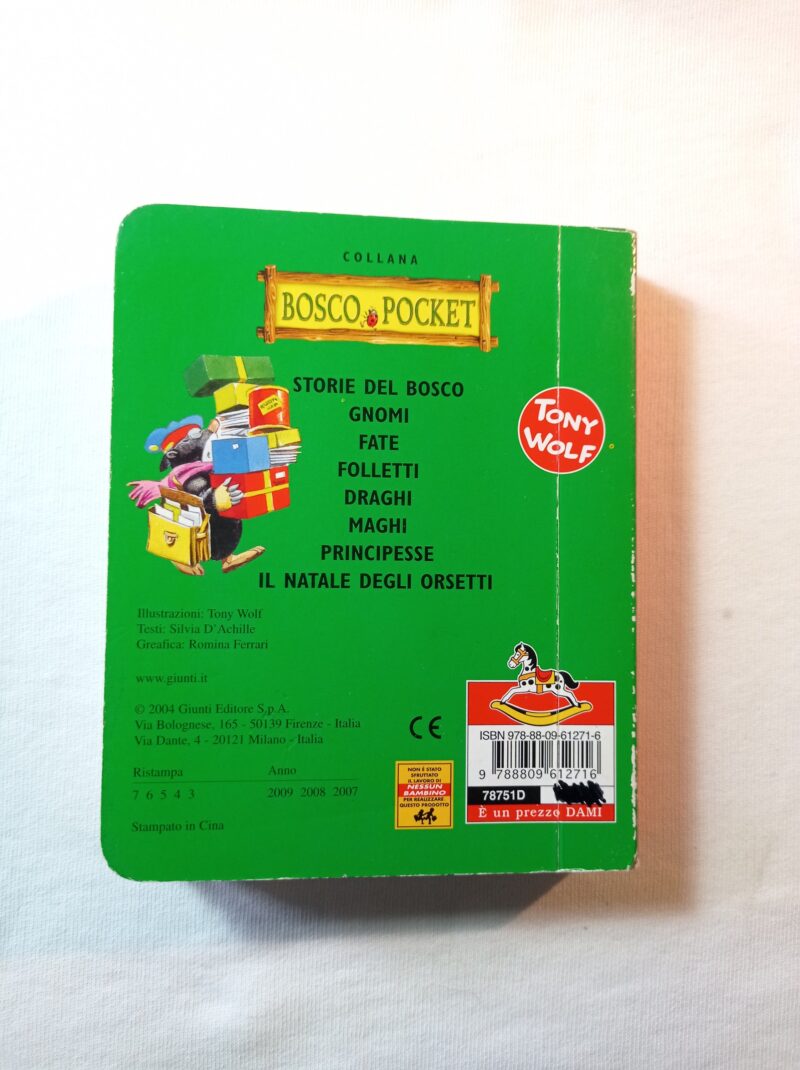 COLLANA
BOSCO POCKET
STORIE DEL BOSCO
GNOMI
FATE
FOLLETTI
DRAGHI
MAGHI
PRINCIPESSE
IL NATALE DEGLI ORSETTI
TONY
WOLF
Illustrazioni: Tony Wolf
Testi: Silvia D'Achille
Greafica: Romina Ferrari
www.giunti.it
© 2004 Giunti Editore S.p.A.
Via Bolognese, 165 - 50139 Firenze - Italia
Via Dante, 4 - 20121 Milano - Italia
Ristampa Anno
7 6 5 4 3 2009 2008 2007
Stampato in Cina
CE
NON È STATO
SFRUTTATO
IL LAVORO DI
NESSUN
BAMBINO
PER REALIZZARE
QUESTO PRODOTTO
ISBN 978-88-09-61271-6
9 788809 612716
78751D
È un prezzo DAMI